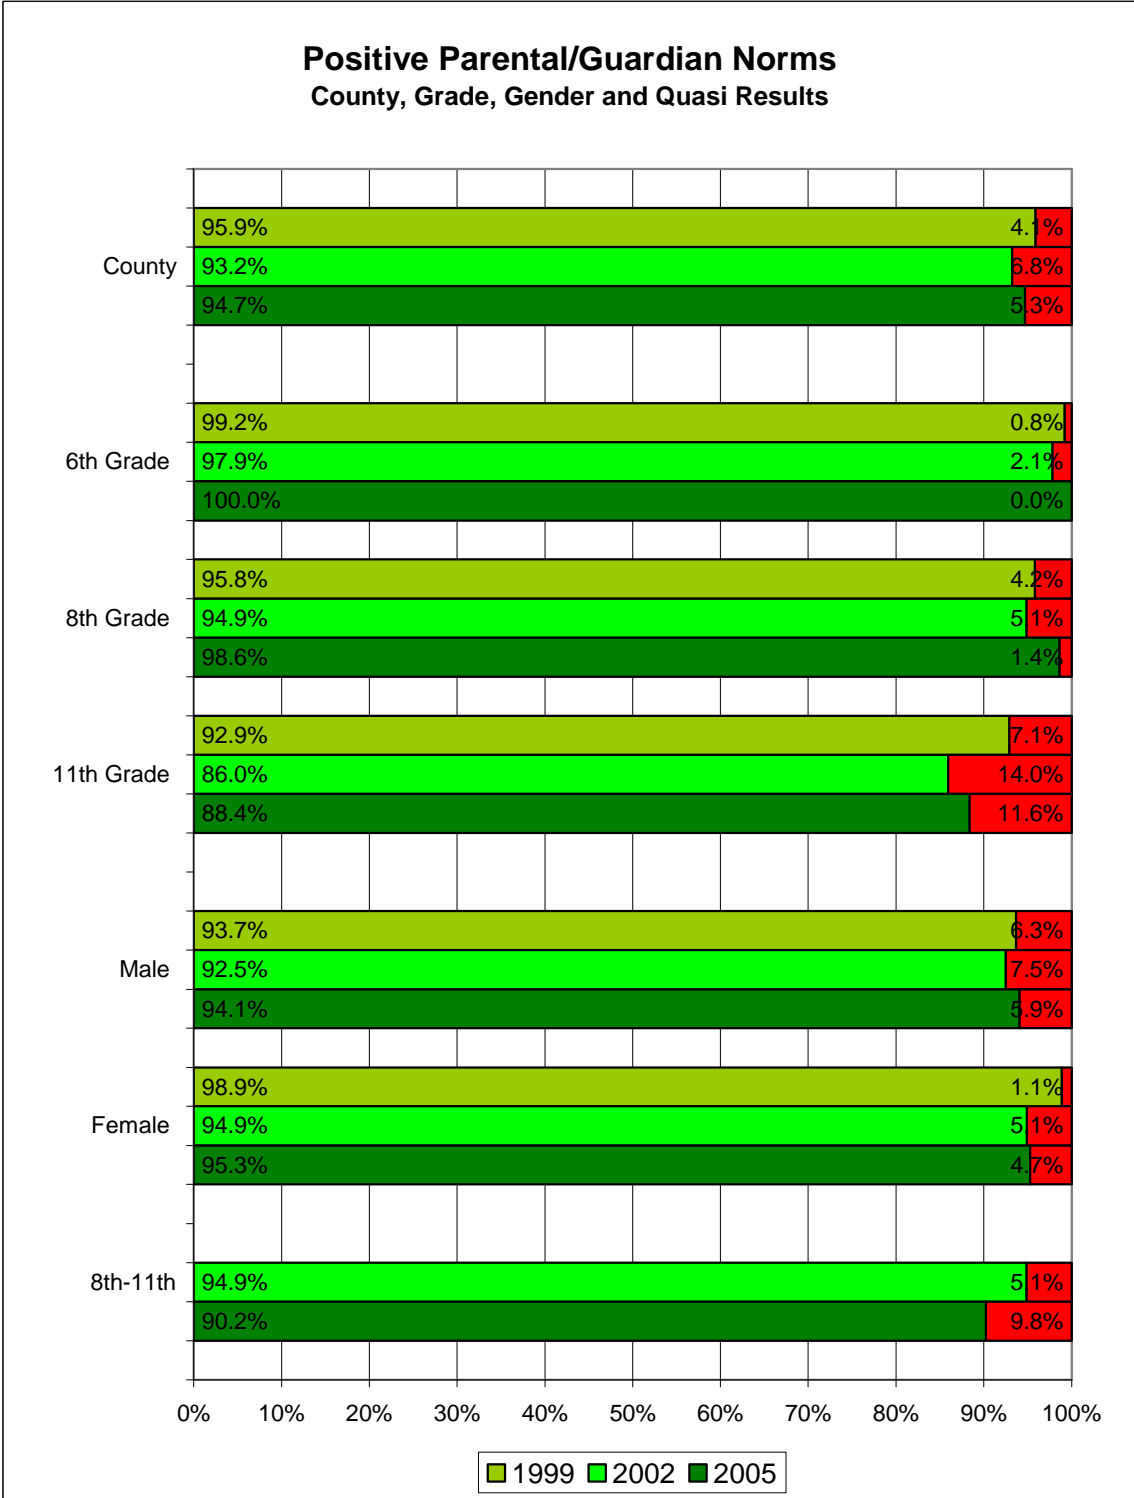 Positive Parental/Guardian Norms
County, Grade, Gender and Quasi Results
95.9% 4.1%
County 93.2% 6.8%
94.7% 5.3%
99.2% 0.8%
6th Grade 97.9% 2.1%
100.0% 0.0%
95.8% 4.2%
8th Grade 94.9% 5.1%
98.6% 1.4%
92.9% 7.1%
11th Grade 86.0% 14.0%
88.4% 11.6%
93.7% 6.3%
Male 92.5% 7.5%
94.1% 5.9%
98.9% 1.1%
Female 94.9% 5.1%
95.3% 4.7%
8th-11th 94.9% 5.1%
90.2% 9.8%
0% 10% 20% 30% 40% 50% 60% 70% 80% 90% 100%
1999 2002 2005